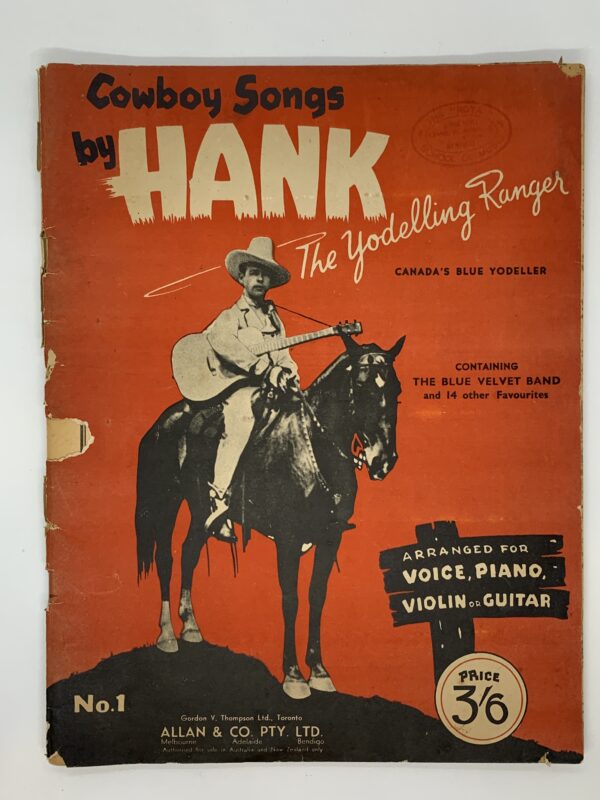 Cowboy Songs
by HANK
The Yodelling Ranger
CANADA'S BLUE YODELLER
CONTAINING
THE BLUE VELVET BAND
and 14 other Favourites
ARRANGED FOR
VOICE, PIANO,
VIOLIN OR GUITAR
PRICE
3/6
No.1
Gordon V. Thompson Ltd., Toronto
ALLAN & CO. PTY. LTD.
Melbourne Adelaide Bendigo
Authorised for sale in Australia and New Zealand only